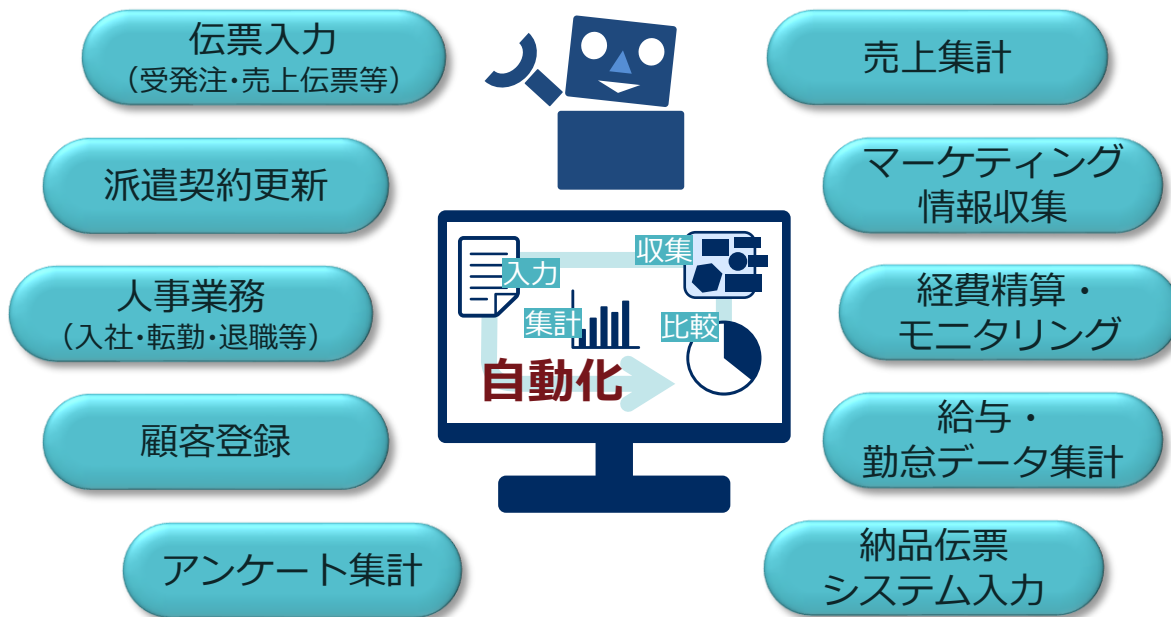 伝票入力
（受発注・売上伝票等）
派遣契約更新
人事業務
（入社・転勤・退職等）
顧客登録
アンケート集計
入力
収集
集計
比較
自動化
売上集計
マーケティング
情報収集
経費精算・
モニタリング
給与・
勤怠データ集計
納品伝票
システム入力